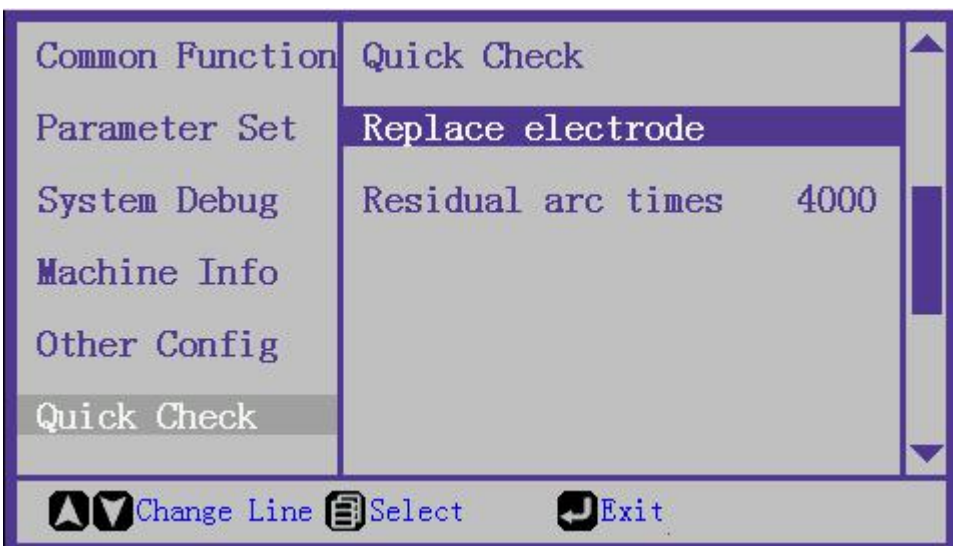 Common Function
Parameter Set
System Debug
Machine Info
Other Config
Quick Check
Quick Check
Replace electrode
Residual arc times 4000
Change Line Select Exit